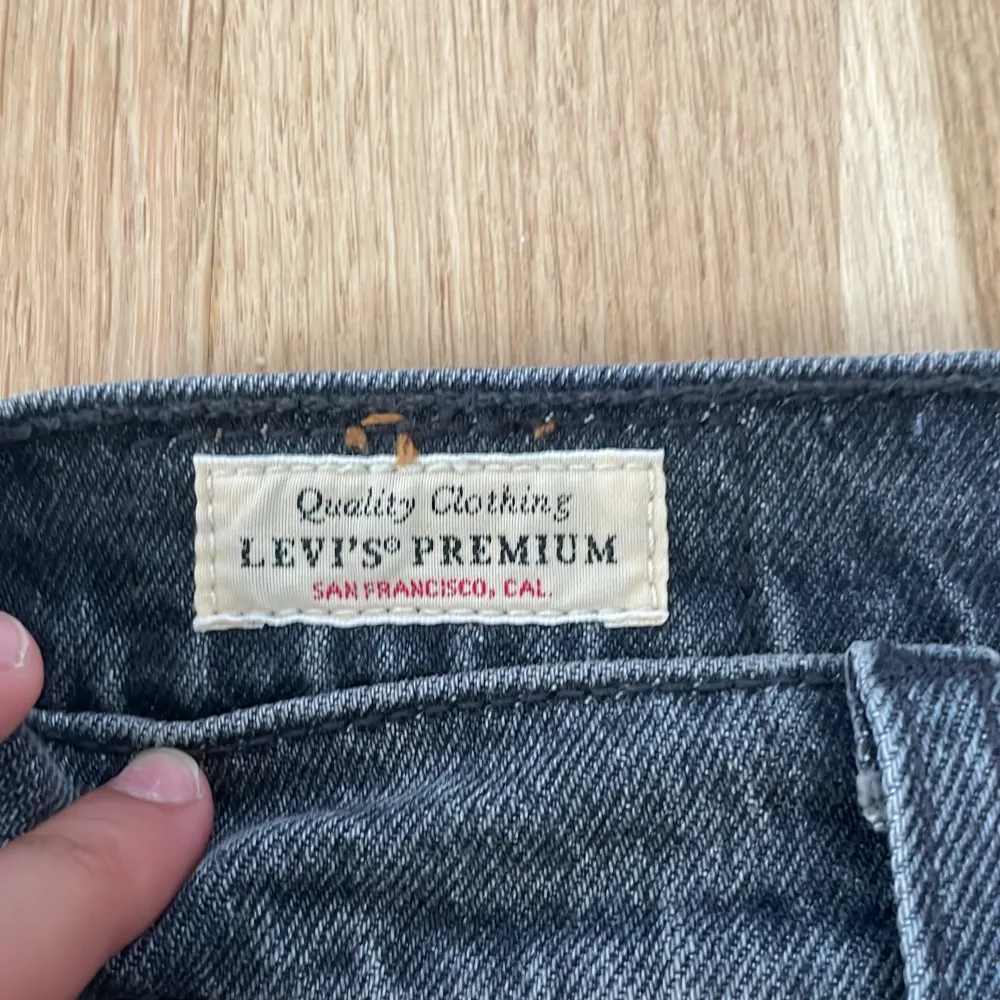 Quality Clothing
LEVI'S® PREMIUM
SAN FRANCISCO, CAL.